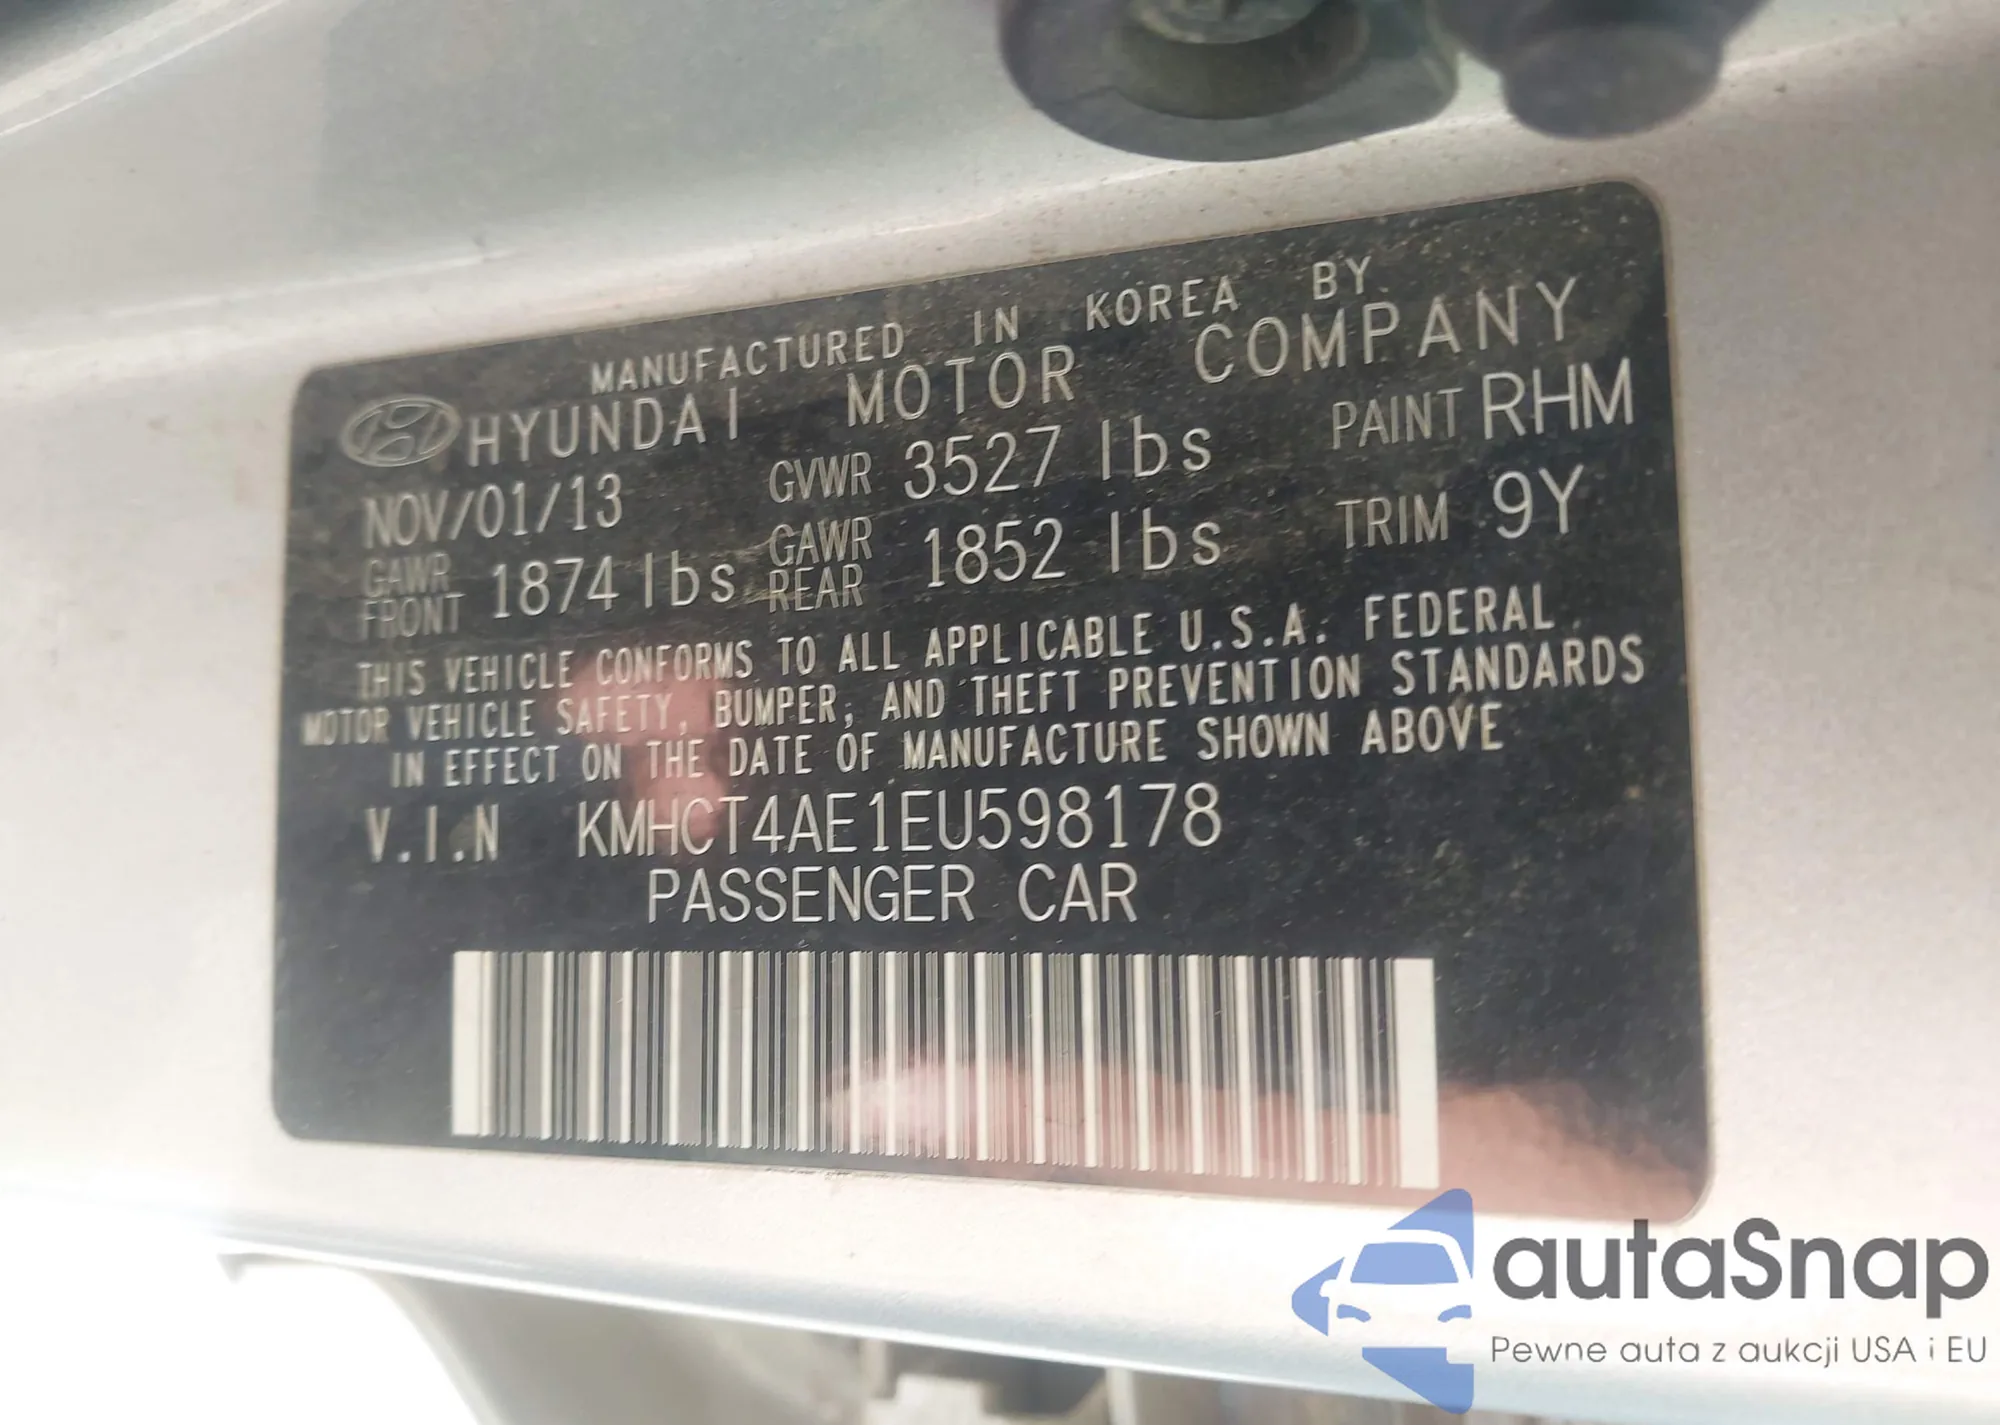 MANUFACTURED IN KOREA BY
HYUNDAI MOTOR COMPANY
NOV/01/13 GVWR 3527 lbs PAINT RHM
GAWR FRONT 1874 lbs GAWR REAR 1852 lbs TRIM 9Y
THIS VEHICLE CONFORMS TO ALL APPLICABLE U.S.A. FEDERAL
MOTOR VEHICLE SAFETY, BUMPER, AND THEFT PREVENTION STANDARDS
IN EFFECT ON THE DATE OF MANUFACTURE SHOWN ABOVE
V.I.N KMHCT4AE1EU598178
PASSENGER CAR
autaSnap
Pewne auta z aukcji USA i EU